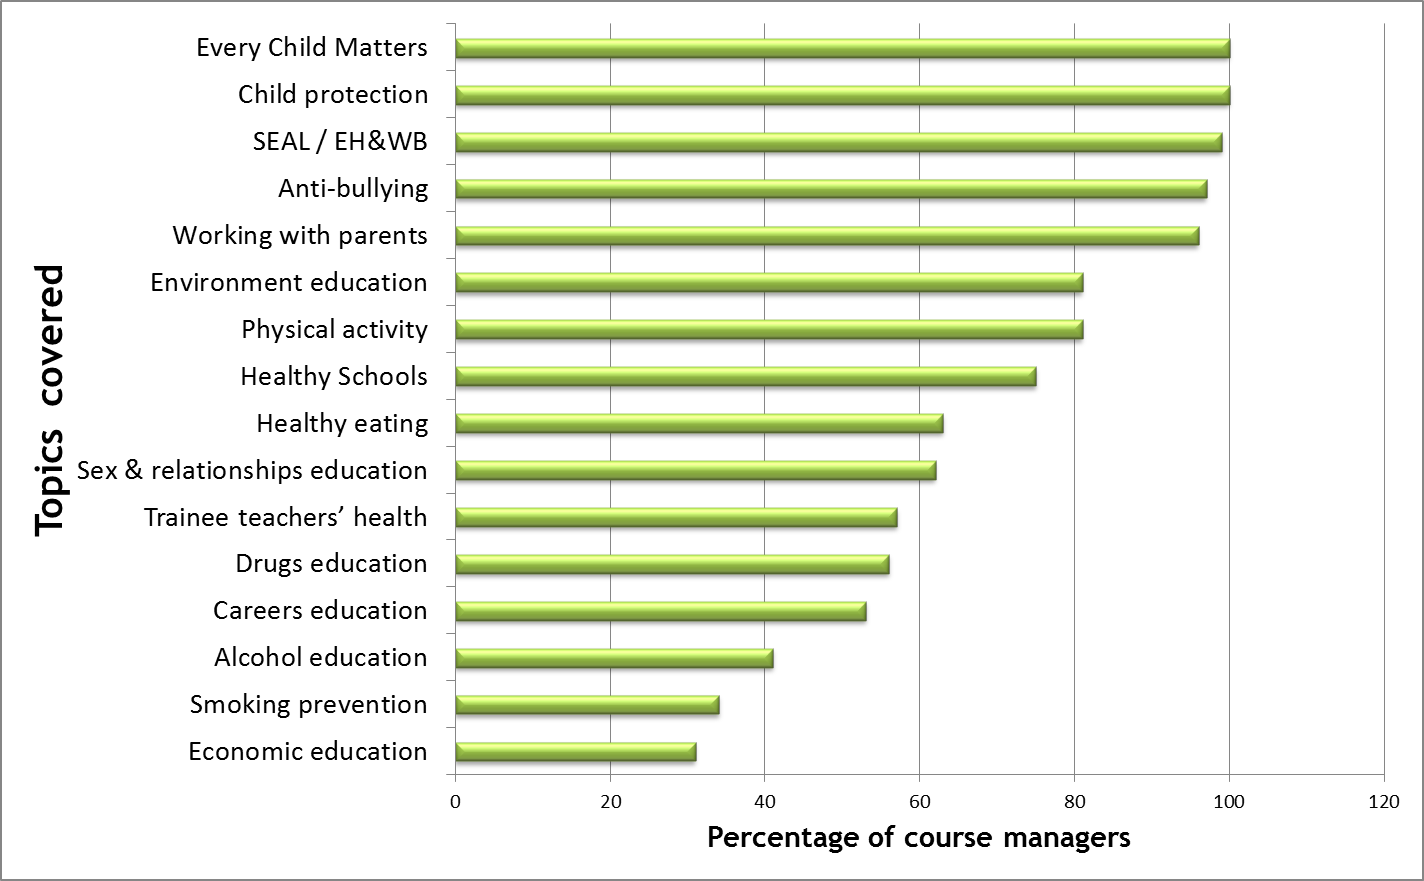 Topics covered
Every Child Matters
Child protection
SEAL / EH&WB
Anti-bullying
Working with parents
Environment education
Physical activity
Healthy Schools
Healthy eating
Sex & relationships education
Trainee teachers’ health
Drugs education
Careers education
Alcohol education
Smoking prevention
Economic education
0 20 40 60 80 100 120
Percentage of course managers